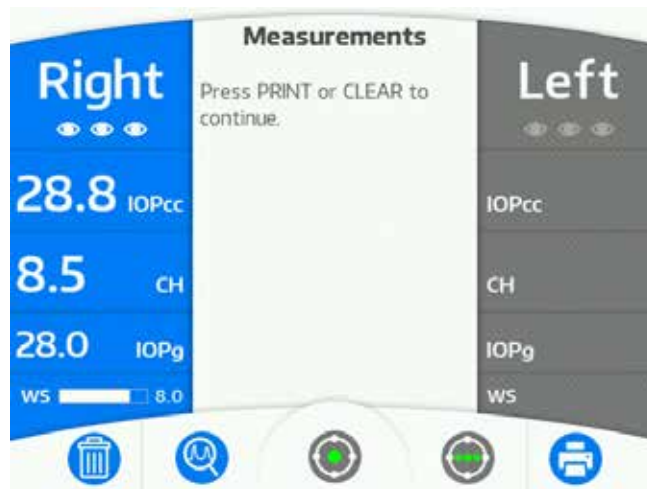 Measurements
Press PRINT or CLEAR to
continue.
Right
28.8 IOPcc
8.5 CH
28.0 IOPg
WS 8.0
Left
IOPcc
CH
IOPg
WS